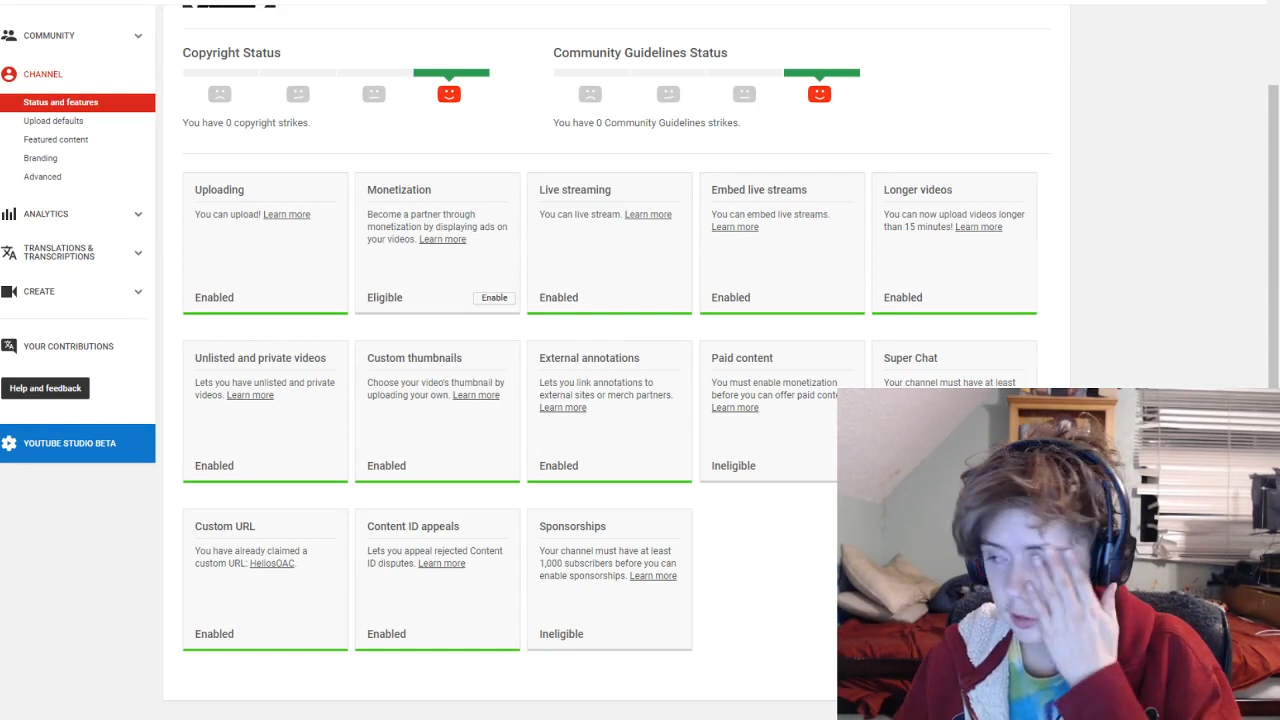 COMMUNITY
CHANNEL
Status and features
Upload defaults
Featured content
Branding
Advanced
ANALYTICS
TRANSLATIONS &
TRANSCRIPTIONS
CREATE
YOUR CONTRIBUTIONS
Help and feedback
YOUTUBE STUDIO BETA
Copyright Status
You have 0 copyright strikes.
Community Guidelines Status
You have 0 Community Guidelines strikes.
Uploading
You can upload! Learn more
Enabled
Monetization
Become a partner through
monetization by displaying ads on
your videos. Learn more
Eligible
Enable
Live streaming
You can live stream. Learn more
Enabled
Embed live streams
You can embed live streams.
Learn more
Enabled
Longer videos
You can now upload videos longer
than 15 minutes! Learn more
Enabled
Unlisted and private videos
Lets you have unlisted and private
videos. Learn more
Enabled
Custom thumbnails
Choose your video's thumbnail by
uploading your own. Learn more
Enabled
External annotations
Lets you link annotations to
external sites or merch partners.
Learn more
Enabled
Paid content
You must enable monetization
before you can offer paid
Learn more
Ineligible
Super Chat
Your channel must have at least
Custom URL
You have already claimed a
custom URL: HeliosOAC.
Enabled
Content ID appeals
Lets you appeal rejected Content
ID disputes. Learn more
Enabled
Sponsorships
Your channel must have at least
1,000 subscribers before you can
enable sponsorships. Learn more
Ineligible